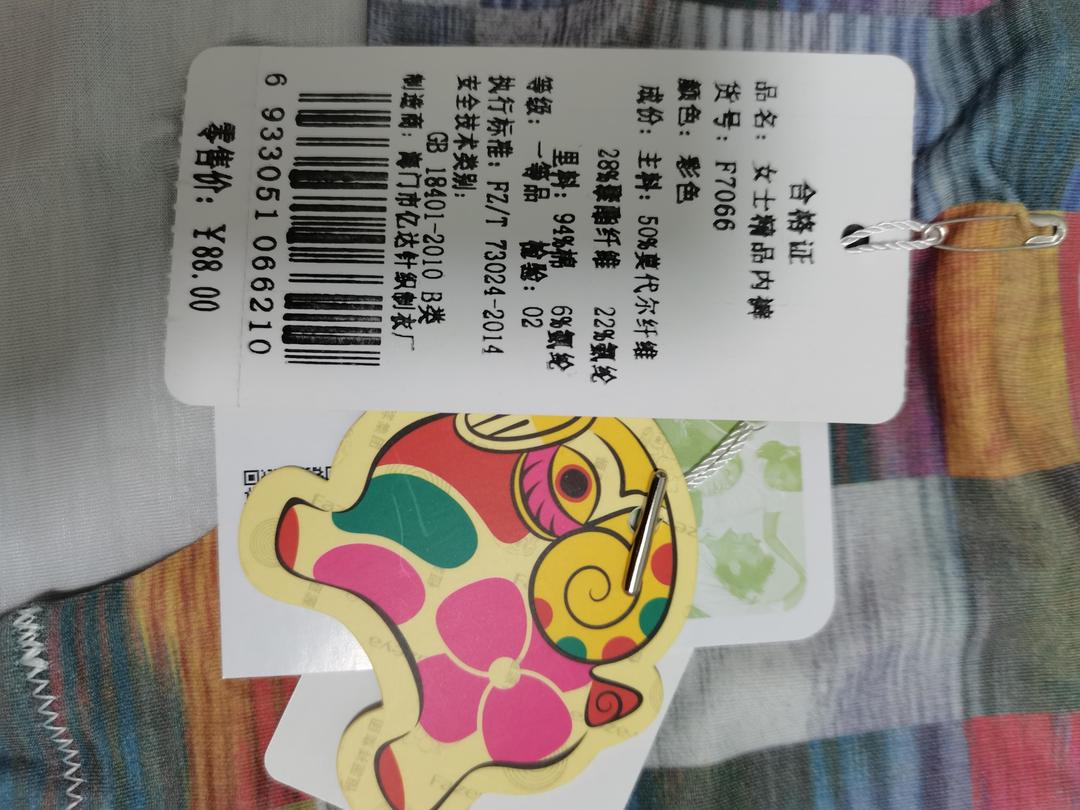 合格证
品名：女士精品内裤
货号：F7066
颜色：彩色
成份：主料：50%莫代尔纤维
28%聚酯纤维 22%氨纶
里料：94%棉 6%氨纶
等级：一等品 检验：02
执行标准：FZ/T 73024-2014
安全技术类别：
GB 18401-2010 B类
制造商：厦门市亿达针织制衣厂
6 933051 066210
零售价：¥88.00